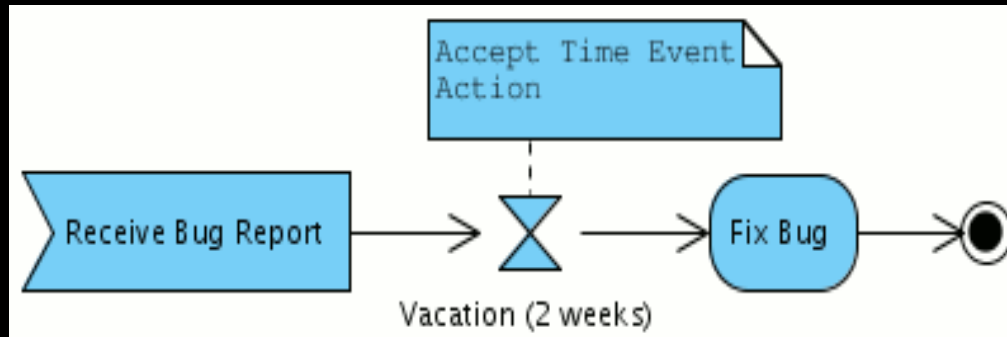 Accept Time Event
Action
Receive Bug Report
Fix Bug
Vacation (2 weeks)